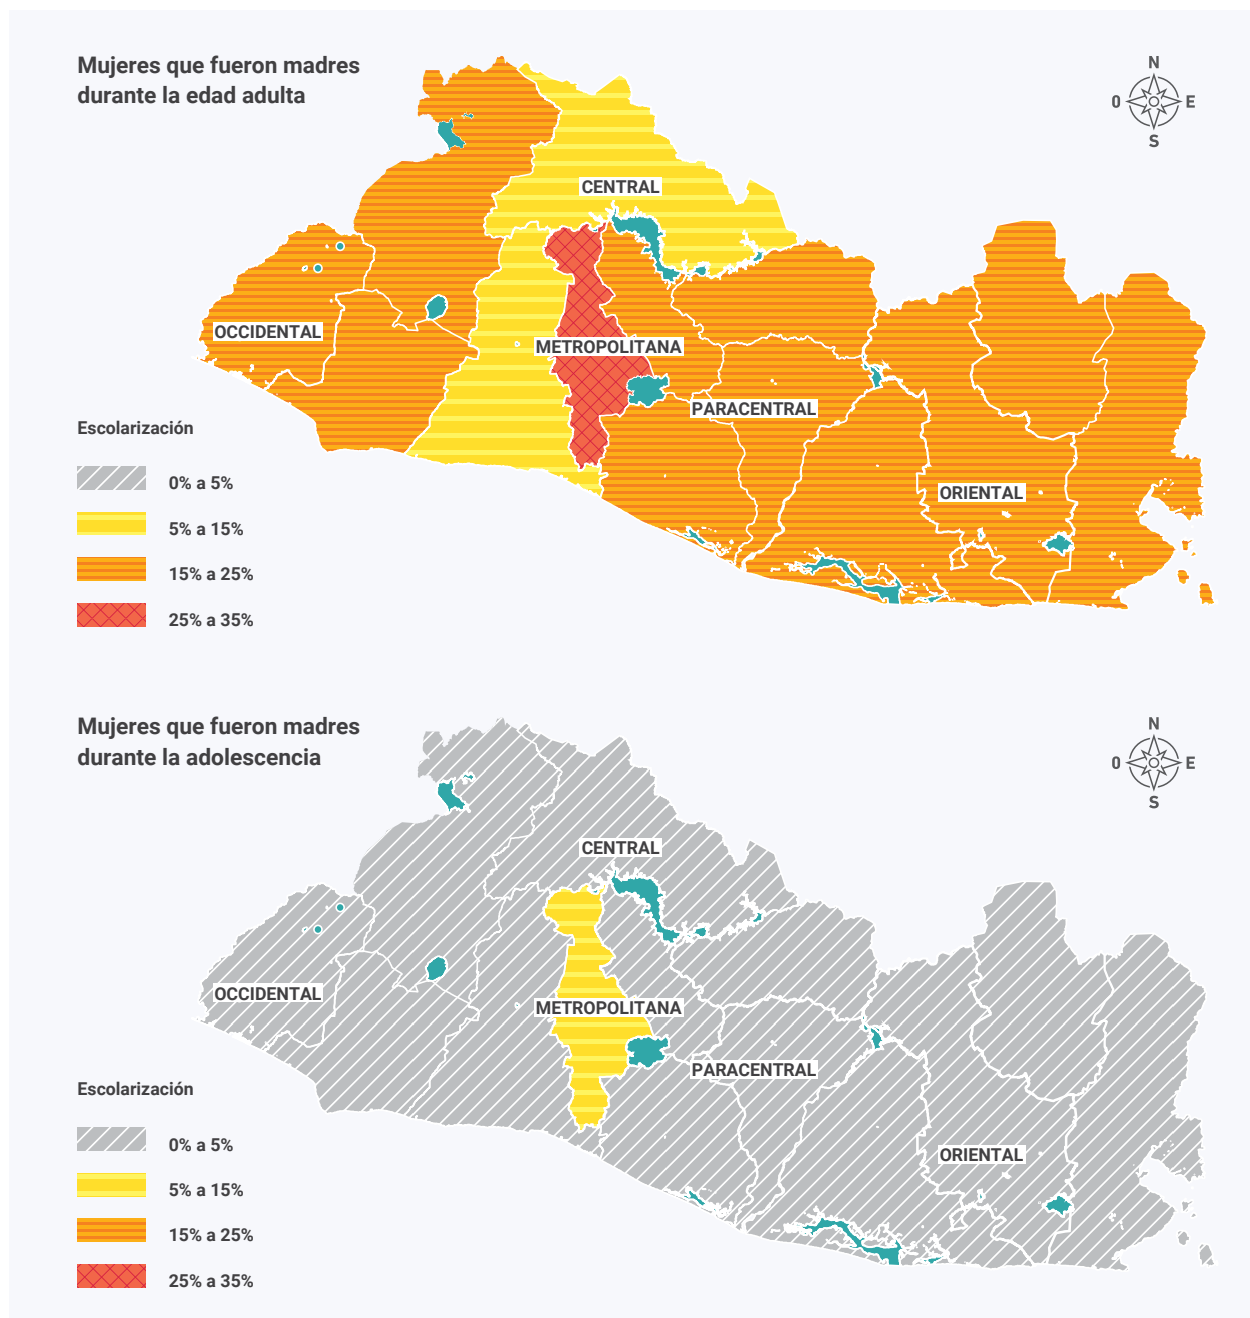 Mujeres que fueron madres
durante la edad adulta
N
O E
S
CENTRAL
OCCIDENTAL
METROPOLITANA
PARACENTRAL
ORIENTAL
Escolarización
0% a 5%
5% a 15%
15% a 25%
25% a 35%
Mujeres que fueron madres
durante la adolescencia
N
O E
S
CENTRAL
OCCIDENTAL
METROPOLITANA
PARACENTRAL
ORIENTAL
Escolarización
0% a 5%
5% a 15%
15% a 25%
25% a 35%